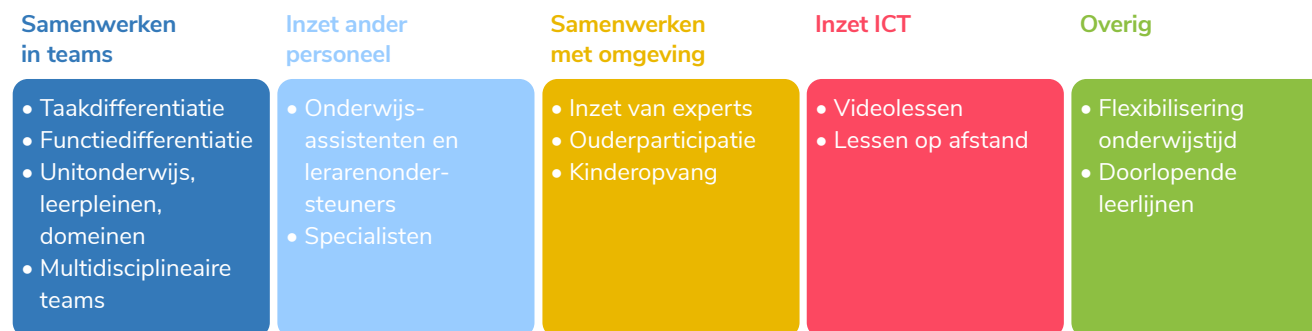 Samenwerken
in teams
• Taakdifferentiatie
• Functiedifferentiatie
• Unitonderwijs,
leerpleinen,
domeinen
• Multidisciplineaire
teams
Inzet ander
personeel
• Onderwijs-
assistenten en
lerarenonder-
steuners
• Specialisten
Samenwerken
met omgeving
• Inzet van experts
• Ouderparticipatie
• Kinderopvang
Inzet ICT
• Videolessen
• Lessen op afstand
Overig
• Flexibilisering
onderwijstijd
• Doorlopende
leerlijnen